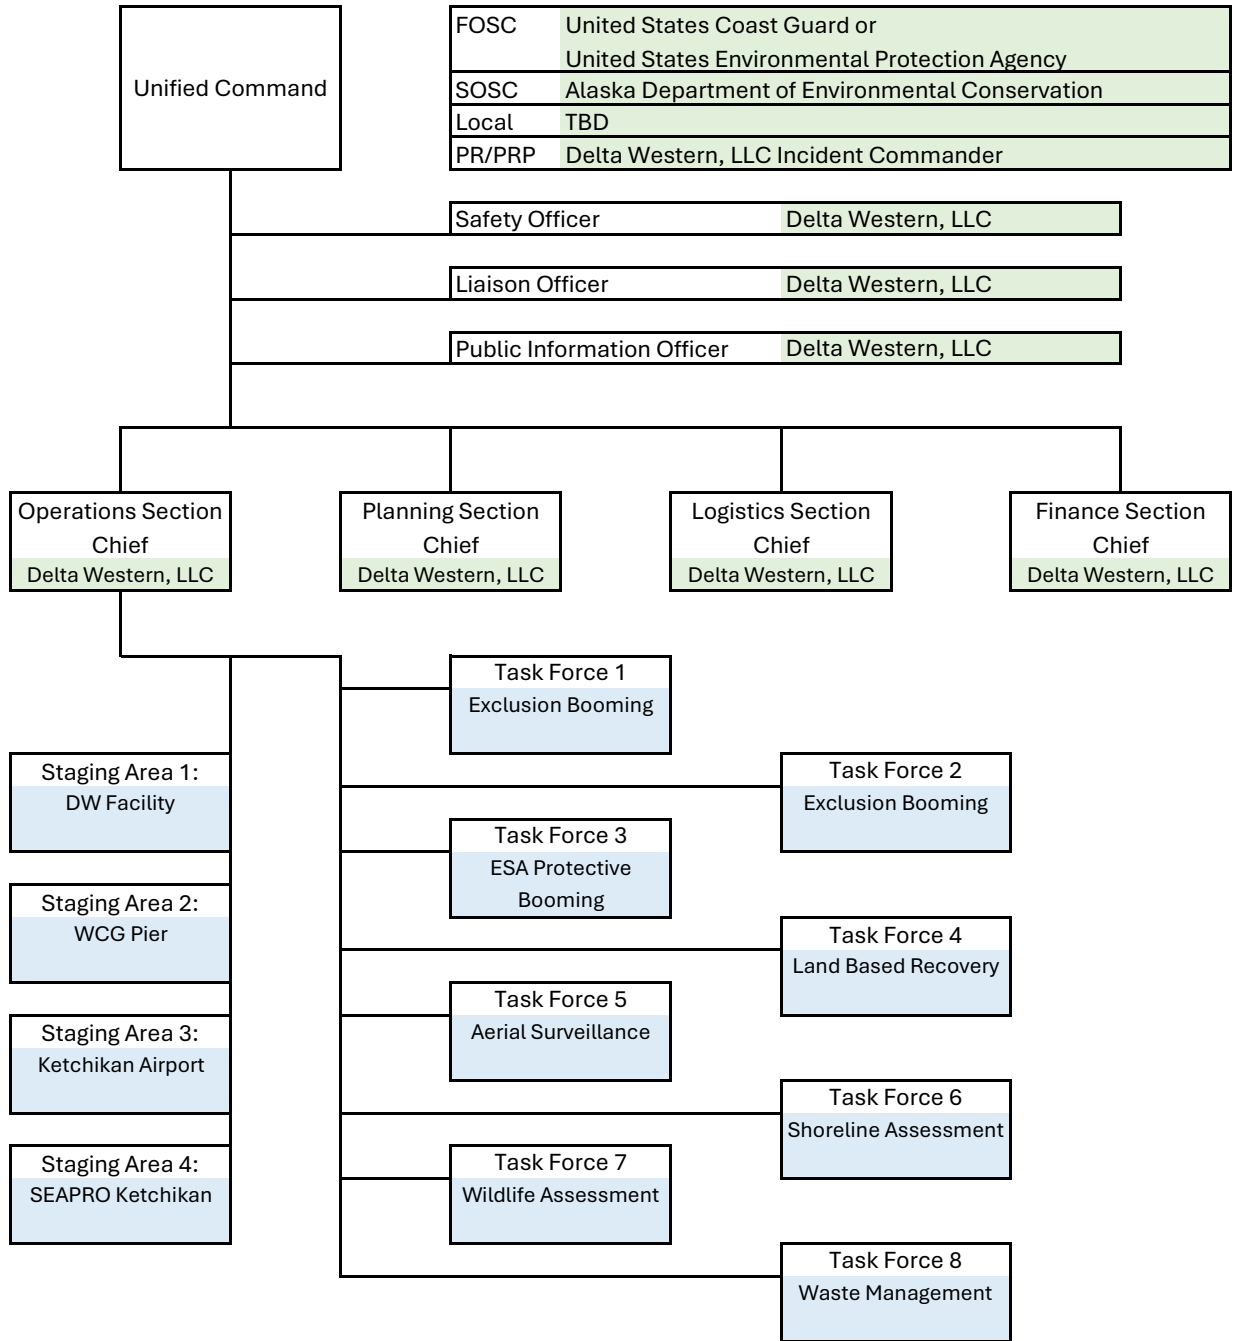 Unified Command
FOSC United States Coast Guard or
United States Environmental Protection Agency
SOSC Alaska Department of Environmental Conservation
Local TBD
PR/PRP Delta Western, LLC Incident Commander
Safety Officer Delta Western, LLC
Liaison Officer Delta Western, LLC
Public Information Officer Delta Western, LLC
Operations Section
Chief
Delta Western, LLC
Planning Section
Chief
Delta Western, LLC
Logistics Section
Chief
Delta Western, LLC
Finance Section
Chief
Delta Western, LLC
Staging Area 1:
DW Facility
Staging Area 2:
WCG Pier
Staging Area 3:
Ketchikan Airport
Staging Area 4:
SEAPRO Ketchikan
Task Force 1
Exclusion Booming
Task Force 2
Exclusion Booming
Task Force 3
ESA Protective
Booming
Task Force 4
Land Based Recovery
Task Force 5
Aerial Surveillance
Task Force 6
Shoreline Assessment
Task Force 7
Wildlife Assessment
Task Force 8
Waste Management